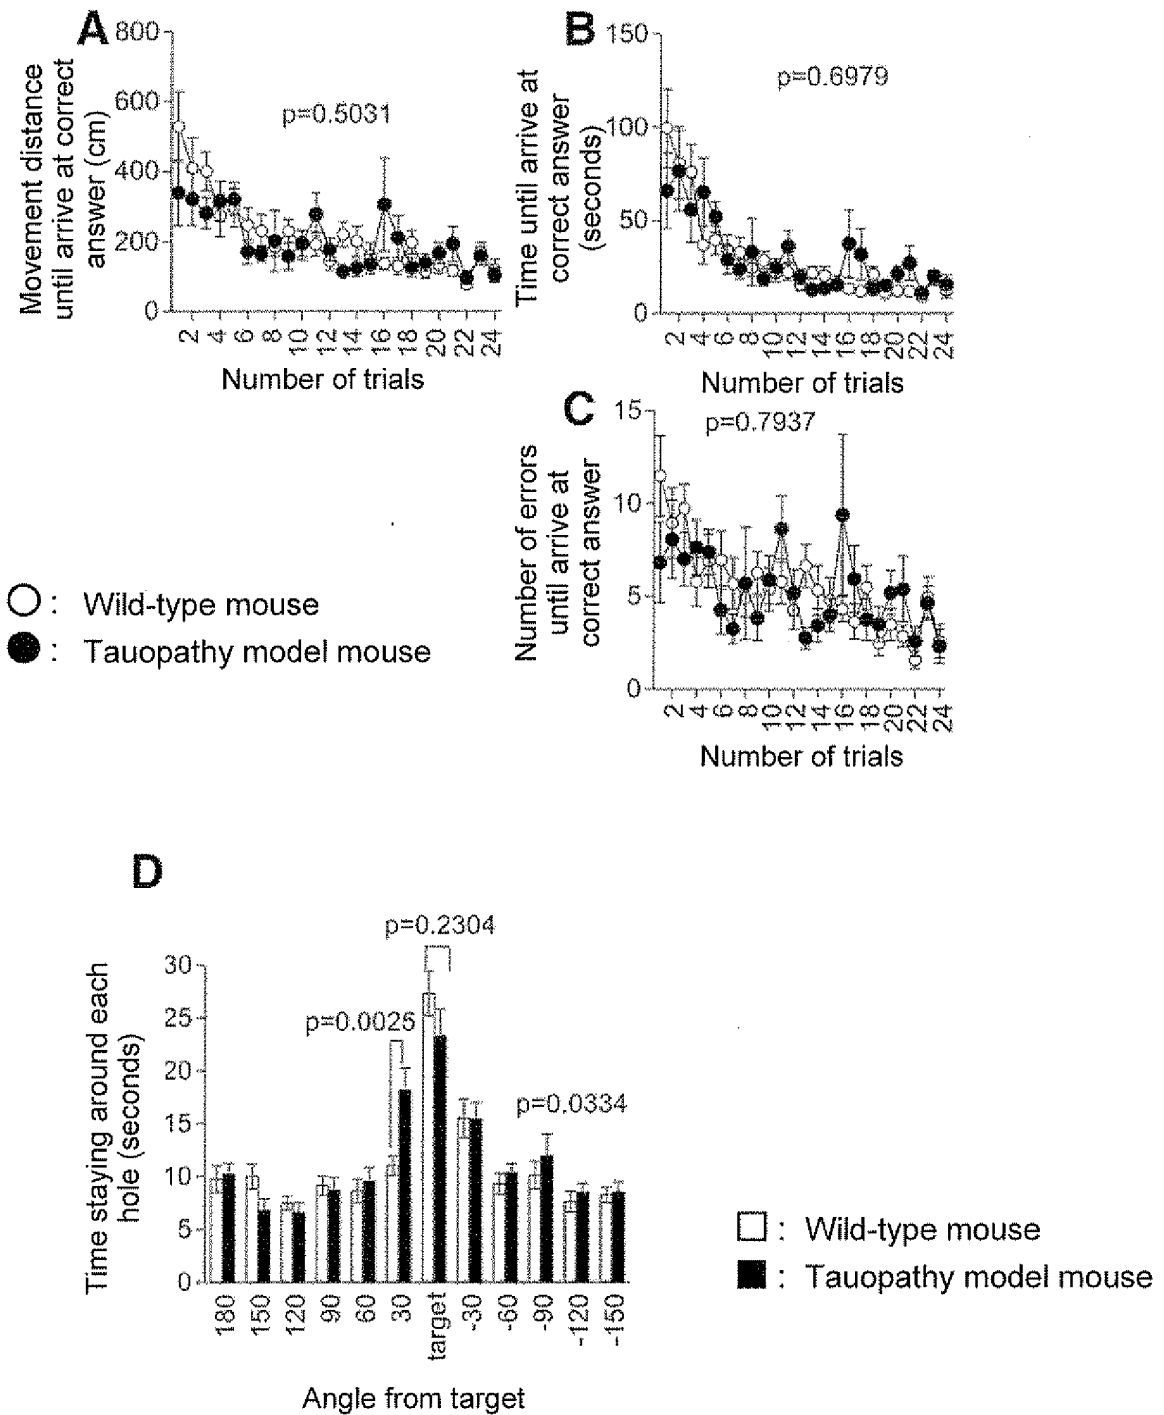 A
800
600
400
200
0
Movement distance
until arrive at correct
answer (cm)
p=0.5031
2 4 6 8 10 12 14 16 18 20 22 24
Number of trials
B
150
100
50
0
Time until arrive at
correct answer
(seconds)
p=0.6979
2 4 6 8 10 12 14 16 18 20 22 24
Number of trials
C
15
10
5
0
Number of errors
until arrive at
correct answer
p=0.7937
2 4 6 8 10 12 14 16 18 20 22 24
Number of trials
: Wild-type mouse
: Tauopathy model mouse
D
30
25
20
15
10
5
0
Time staying around each
hole (seconds)
p=0.2304
p=0.0025
p=0.0334
180 150 120 90 60 30 target -30 -60 -90 -120 -150
Angle from target
: Wild-type mouse
: Tauopathy model mouse